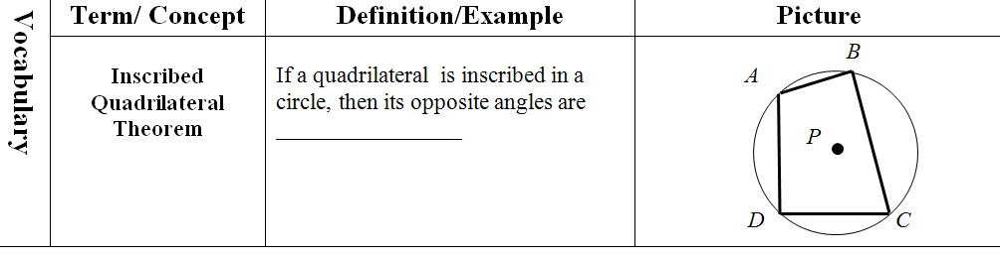 Vocabulary
Term/ Concept
Definition/Example
Picture
Inscribed
Quadrilateral
Theorem
If a quadrilateral is inscribed in a
circle, then its opposite angles are
_______________
B
A
P
D
C